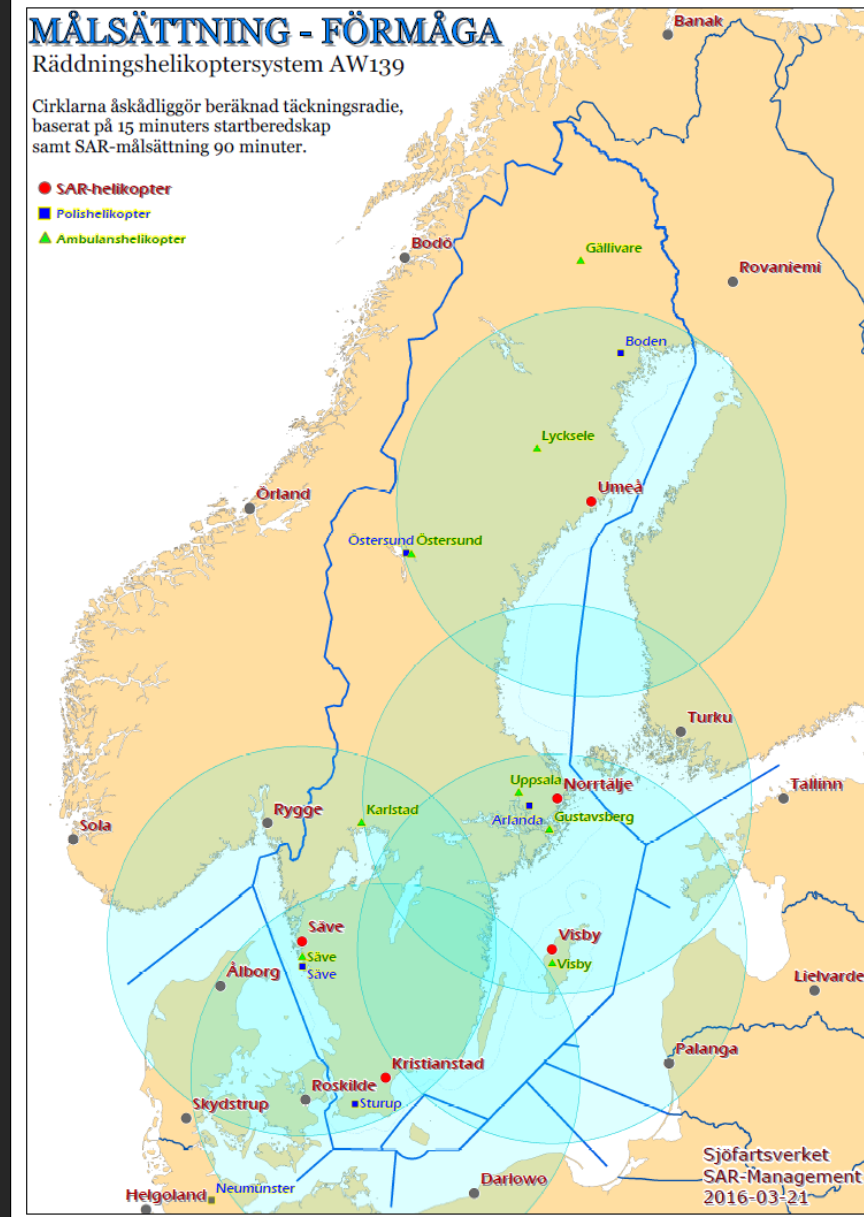 MÅLSÄTTNING - FÖRMÅGA
Räddningshelikoptersystem AW139
Cirklarna åskådliggör beräknad täckningsradie,
baserat på 15 minuters startberedskap
samt SAR-målsättning 90 minuter.
SAR-helikopter
Polishelikopter
Ambulanshelikopter
Banak
Bodö
Gällivare
Rovaniemi
Boden
Lycksele
Umeå
Örland
Östersund Östersund
Turku
Uppsala
Norrtälje
Tallinn
Sola
Rygge
Karlstad
Arlanda
Gustavsberg
Säve
Säve
Säve
Visby
Visby
Ålborg
Lielvarde
Palanga
Kristianstad
Roskilde
Sturup
Skydstrup
Neumünster
Helgoland
Darlowo
Sjöfartsverket
SAR-Management
2016-03-21